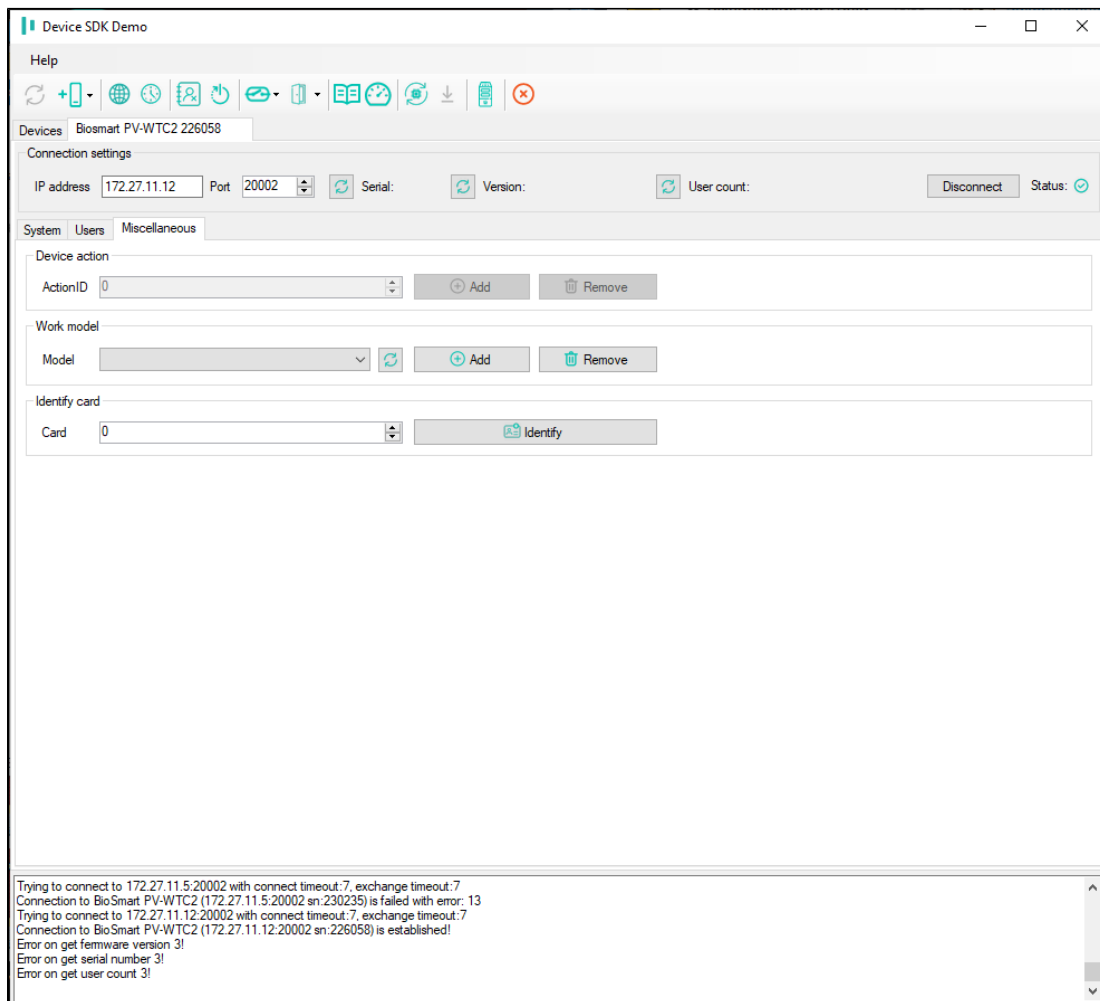 Device SDK Demo
Help
Devices Biosmart PV-WTC2 226058
Connection settings
IP address 172.27.11.12 Port 20002 Serial: Version: User count: Disconnect Status:
System Users Miscellaneous
Device action
ActionID 0 Add Remove
Work model
Model Add Remove
Identify card
Card 0 Identify
Trying to connect to 172.27.11.5:20002 with connect timeout:7, exchange timeout:7
Connection to BioSmart PV-WTC2 (172.27.11.5:20002 sn:230235) is failed with error: 13
Trying to connect to 172.27.11.12:20002 with connect timeout:7, exchange timeout:7
Connection to BioSmart PV-WTC2 (172.27.11.12:20002 sn:226058) is established!
Error on get fermware version 3!
Error on get serial number 3!
Error on get user count 3!